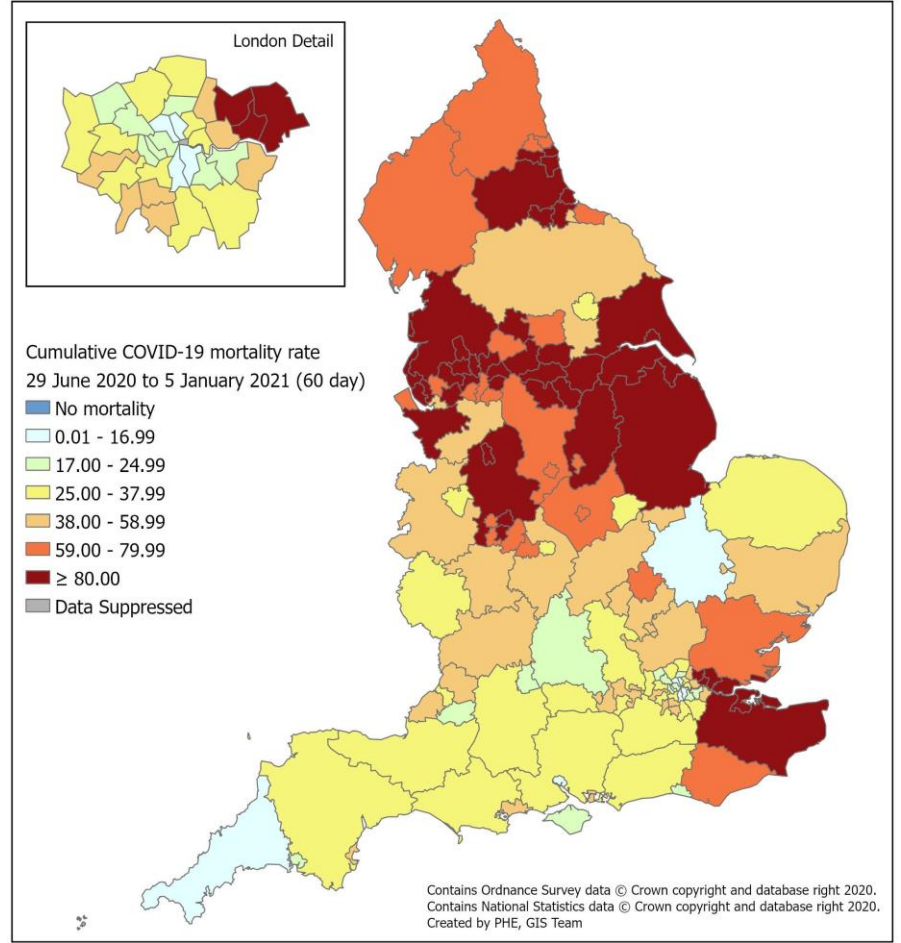 London Detail
Cumulative COVID-19 mortality rate
29 June 2020 to 5 January 2021 (60 day)
No mortality
0.01 - 16.99
17.00 - 24.99
25.00 - 37.99
38.00 - 58.99
59.00 - 79.99
≥ 80.00
Data Suppressed
Contains Ordnance Survey data © Crown copyright and database right 2020.
Contains National Statistics data © Crown copyright and database right 2020.
Created by PHE, GIS Team